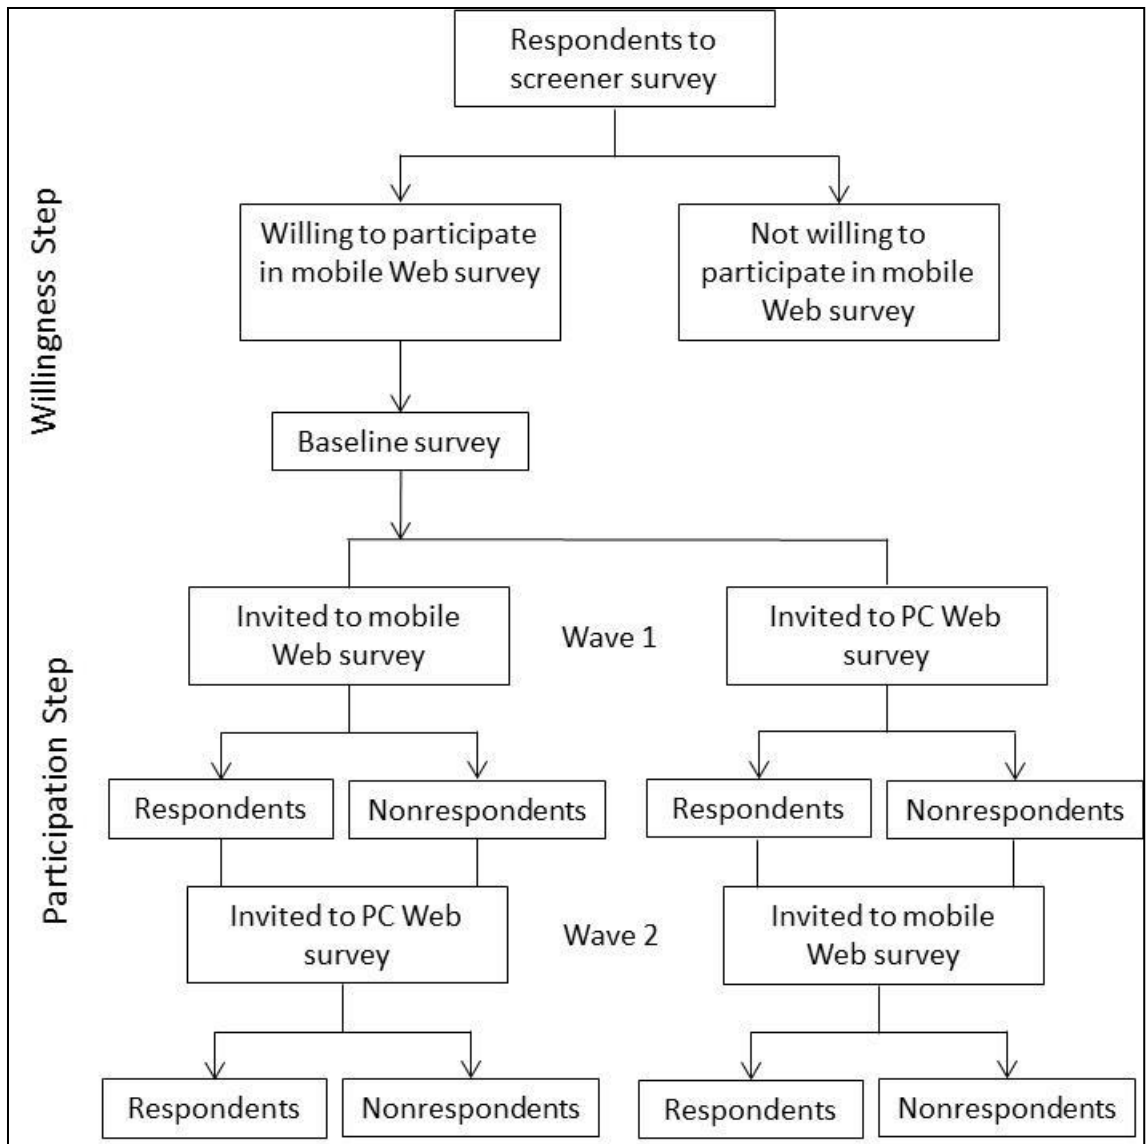 Respondents to
screener survey
Willingness Step
Willing to participate
in mobile Web survey
Not willing to
participate in mobile
Web survey
Baseline survey
Participation Step
Invited to mobile
Web survey
Wave 1
Invited to PC Web
survey
Respondents
Nonrespondents
Respondents
Nonrespondents
Invited to PC Web
survey
Wave 2
Invited to mobile
Web survey
Respondents
Nonrespondents
Respondents
Nonrespondents